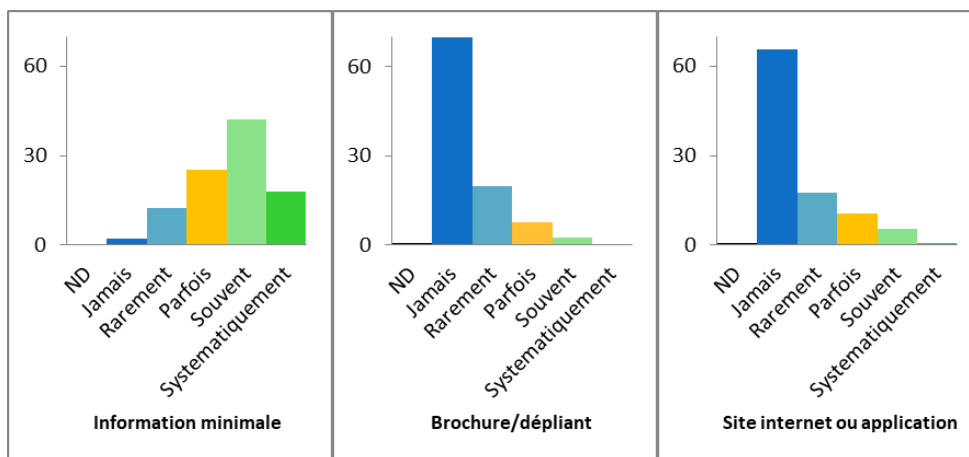 60
30
0
ND
Jamais
Rarement
Parfois
Souvent
Systematiquement
Information minimale
60
30
0
ND
Jamais
Rarement
Parfois
Souvent
Systematiquement
Brochure/dépliant
60
30
0
ND
Jamais
Rarement
Parfois
Souvent
Systematiquement
Site internet ou application